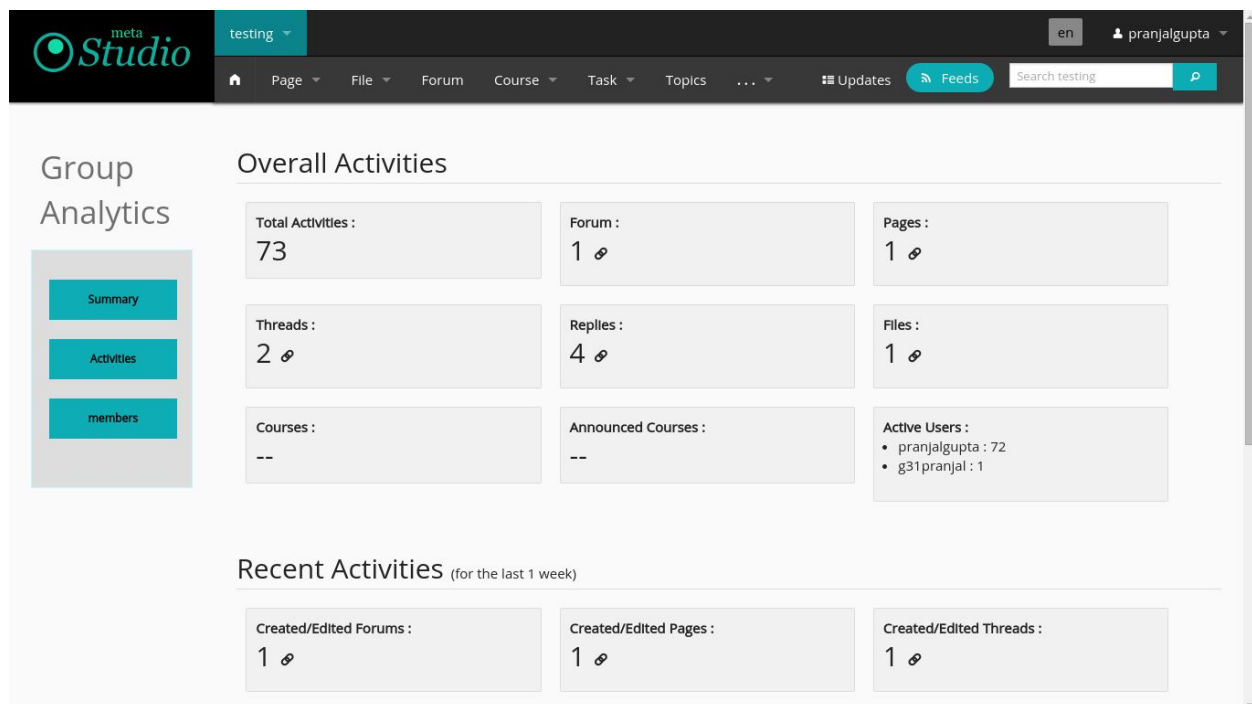 meta
Studio
testing
en
pranjalgupta
Page File Forum Course Task Topics ... Updates Feeds Search testing
Group
Analytics
Summary
Activities
members
Overall Activities
Total Activities : Forum : Pages :
73 1 1
Threads : Replies : Files :
2 4 1
Courses : Announced Courses : Active Users :
-- --
• pranjalgupta : 72
• g31pranjal : 1
Recent Activities (for the last 1 week)
Created/Edited Forums : Created/Edited Pages : Created/Edited Threads :
1 1 1